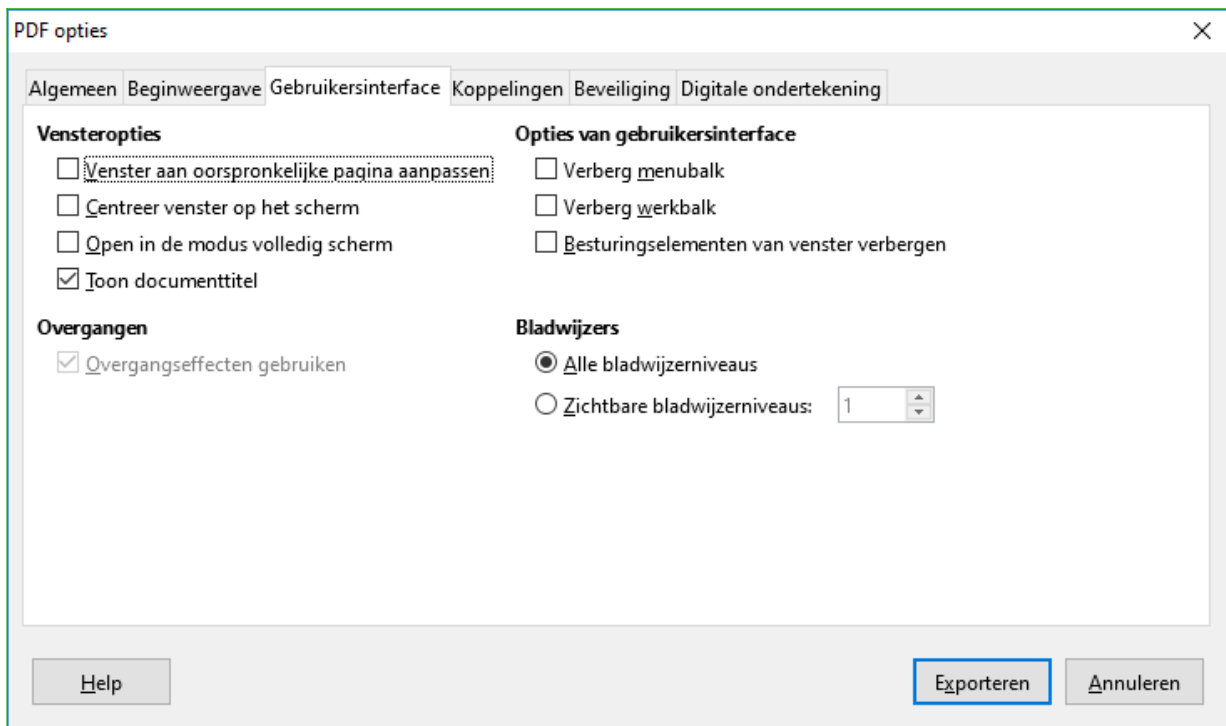 PDF opties
Algemeen Beginweergave Gebruikersinterface Koppelingen Beveiliging Digitale ondertekening
Vensteropties
Venster aan oorspronkelijke pagina aanpassen
Centreer venster op het scherm
Open in de modus volledig scherm
Toon documenttitel
Overgangen
Overgangseffecten gebruiken
Opties van gebruikersinterface
Verberg menubalk
Verberg werkbalk
Besturingselementen van venster verbergen
Bladwijzers
Alle bladwijzerniveaus
Zichtbare bladwijzerniveaus: 1
Help Exporteren Annuleren